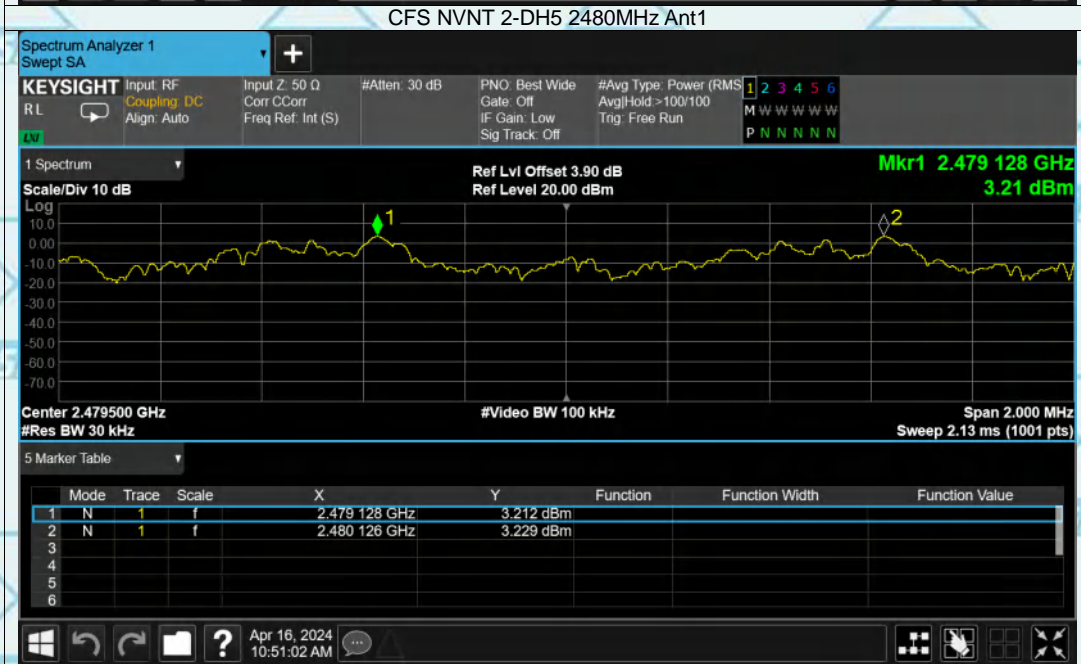 CFS NVNT 2-DH5 2480MHz Ant1
Spectrum Analyzer 1
Swept SA
+
KEYSIGHT Input: RF Input Z: 50 Ω #Atten: 30 dB PNO: Best Wide #Avg Type: Power (RMS 1 2 3 4 5 6
RL Coupling: DC Corr CCorr Gate: Off Avg|Hold:>100/100 M W W W W W
Align: Auto Freq Ref: Int (S) IF Gain: Low Trig: Free Run
LXI Sig Track: Off P N N N N N
1 Spectrum Ref Lvl Offset 3.90 dB Mkr1 2.479 128 GHz
Scale/Div 10 dB Ref Level 20.00 dBm 3.21 dBm
Log
10.0 1 2
0.00
-10.0
-20.0
-30.0
-40.0
-50.0
-60.0
-70.0
Center 2.479500 GHz #Video BW 100 kHz Span 2.000 MHz
#Res BW 30 kHz Sweep 2.13 ms (1001 pts)
5 Marker Table
Mode Trace Scale X Y Function Function Width Function Value
1 N 1 f 2.479 128 GHz 3.212 dBm
2 N 1 f 2.480 126 GHz 3.229 dBm
3
4
5
6
? Apr 16, 2024
10:51:02 AM